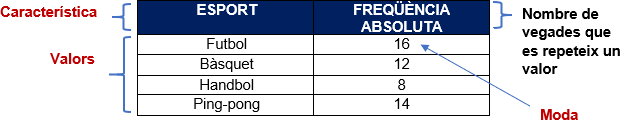 Característica
ESPORT
FREQÜÈNCIA
ABSOLUTA
Nombre de
vegades que
es repeteix un
valor
Valors
Futbol 16
Bàsquet 12
Handbol 8
Ping-pong 14
Moda